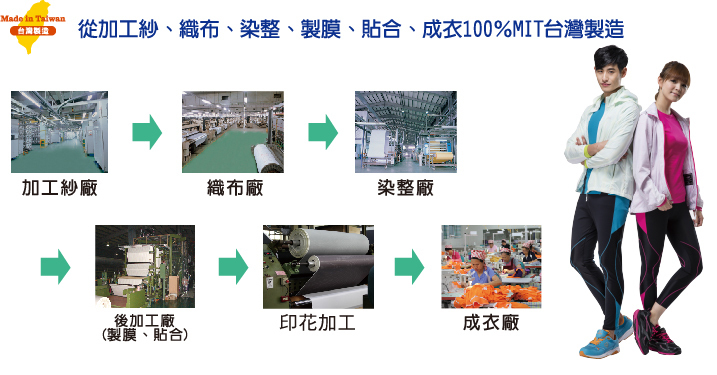 Made in Taiwan
台灣製造
從加工紗、織布、染整、製膜、貼合、成衣100%MIT台灣製造
加工紗廠
織布廠
染整廠
後加工廠
(製膜、貼合)
印花加工
成衣廠